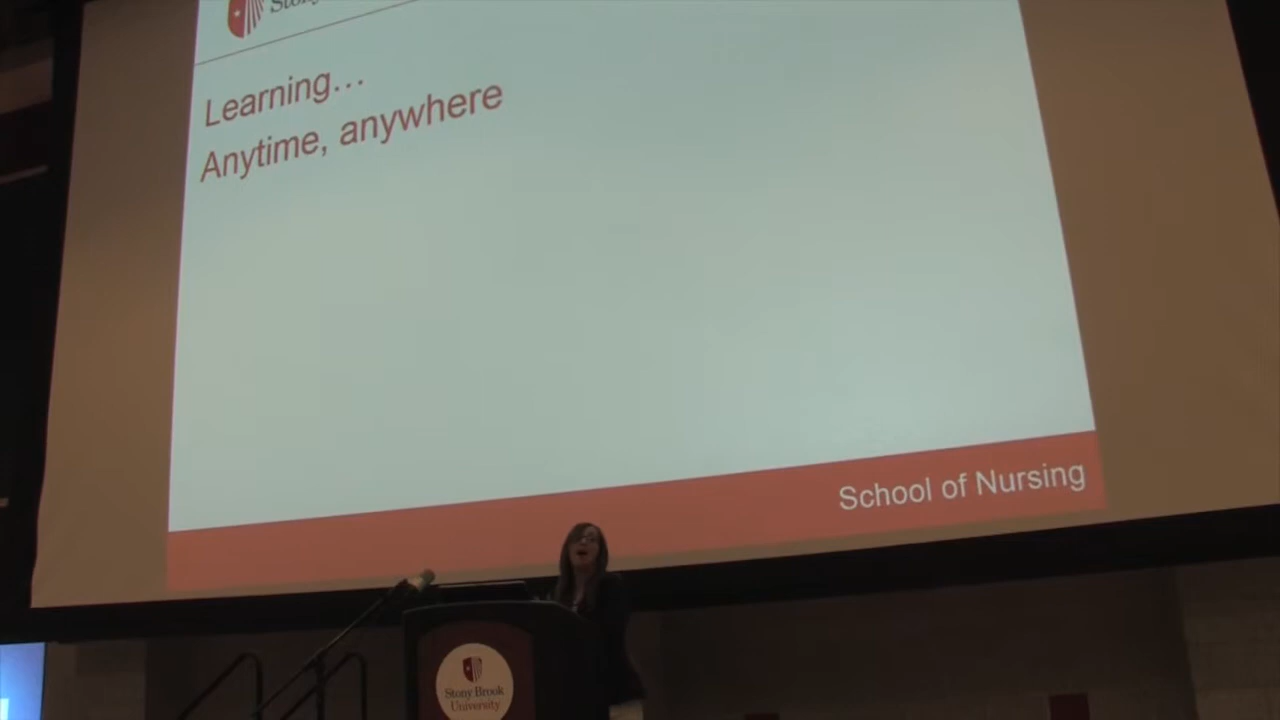 Learning...
Anytime, anywhere
School of Nursing
Stony Brook
University